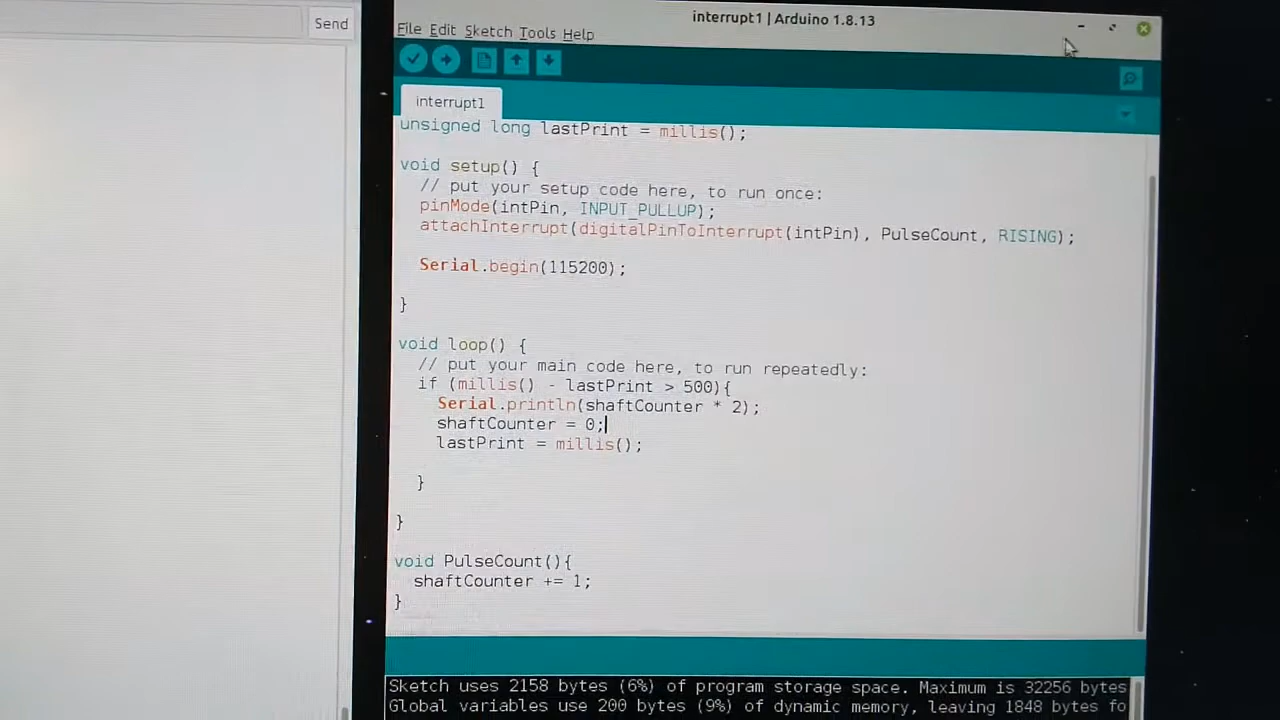 Send
interrupt1 | Arduino 1.8.13
File Edit Sketch Tools Help
interrupt1
unsigned long lastPrint = millis();
void setup() {
// put your setup code here, to run once:
pinMode(intPin, INPUT_PULLUP);
attachInterrupt(digitalPinToInterrupt(intPin), PulseCount, RISING);
Serial.begin(115200);
}
void loop() {
// put your main code here, to run repeatedly:
if (millis() - lastPrint > 500){
Serial.println(shaftCounter * 2);
shaftCounter = 0;
lastPrint = millis();
}
}
void PulseCount(){
shaftCounter += 1;
}
Sketch uses 2158 bytes (6%) of program storage space. Maximum is 32256 bytes
Global variables use 200 bytes (9%) of dynamic memory, leaving 1848 bytes fo